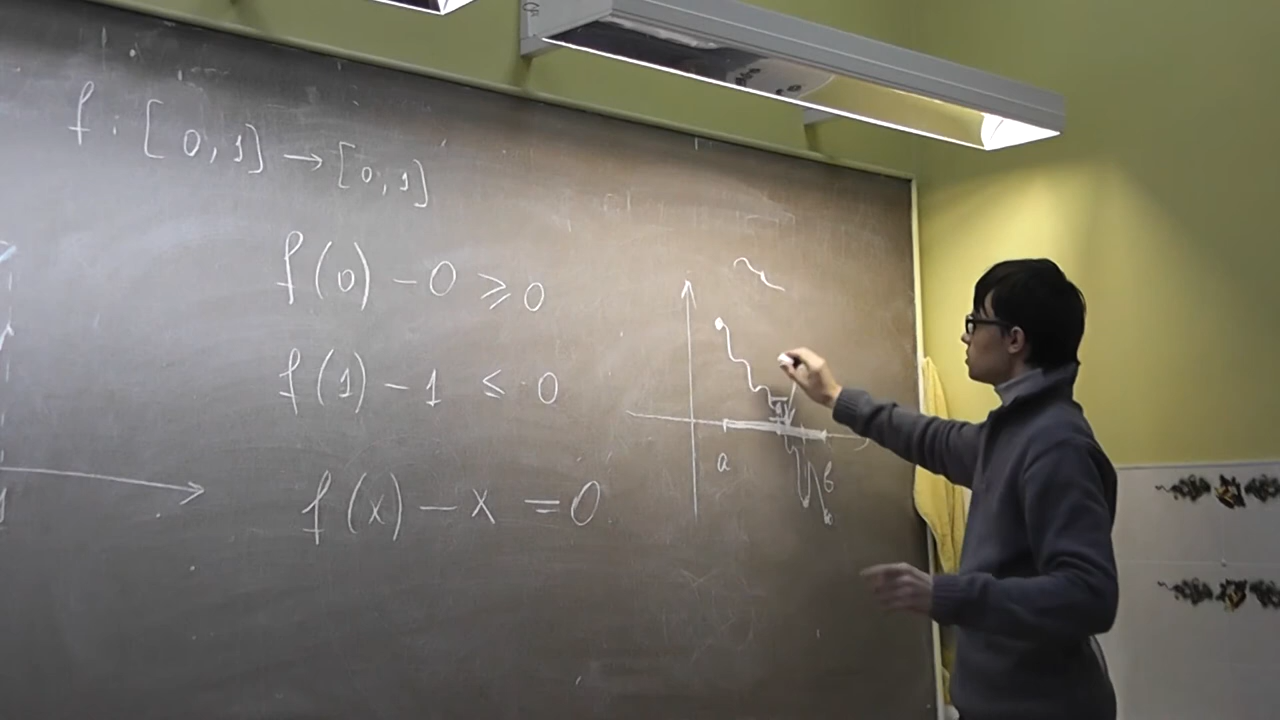 f : [0,1] → [0,1]
f(0) − 0 ⩾ 0
f(1) − 1 ≤ 0
f(x) − x = 0
a
b